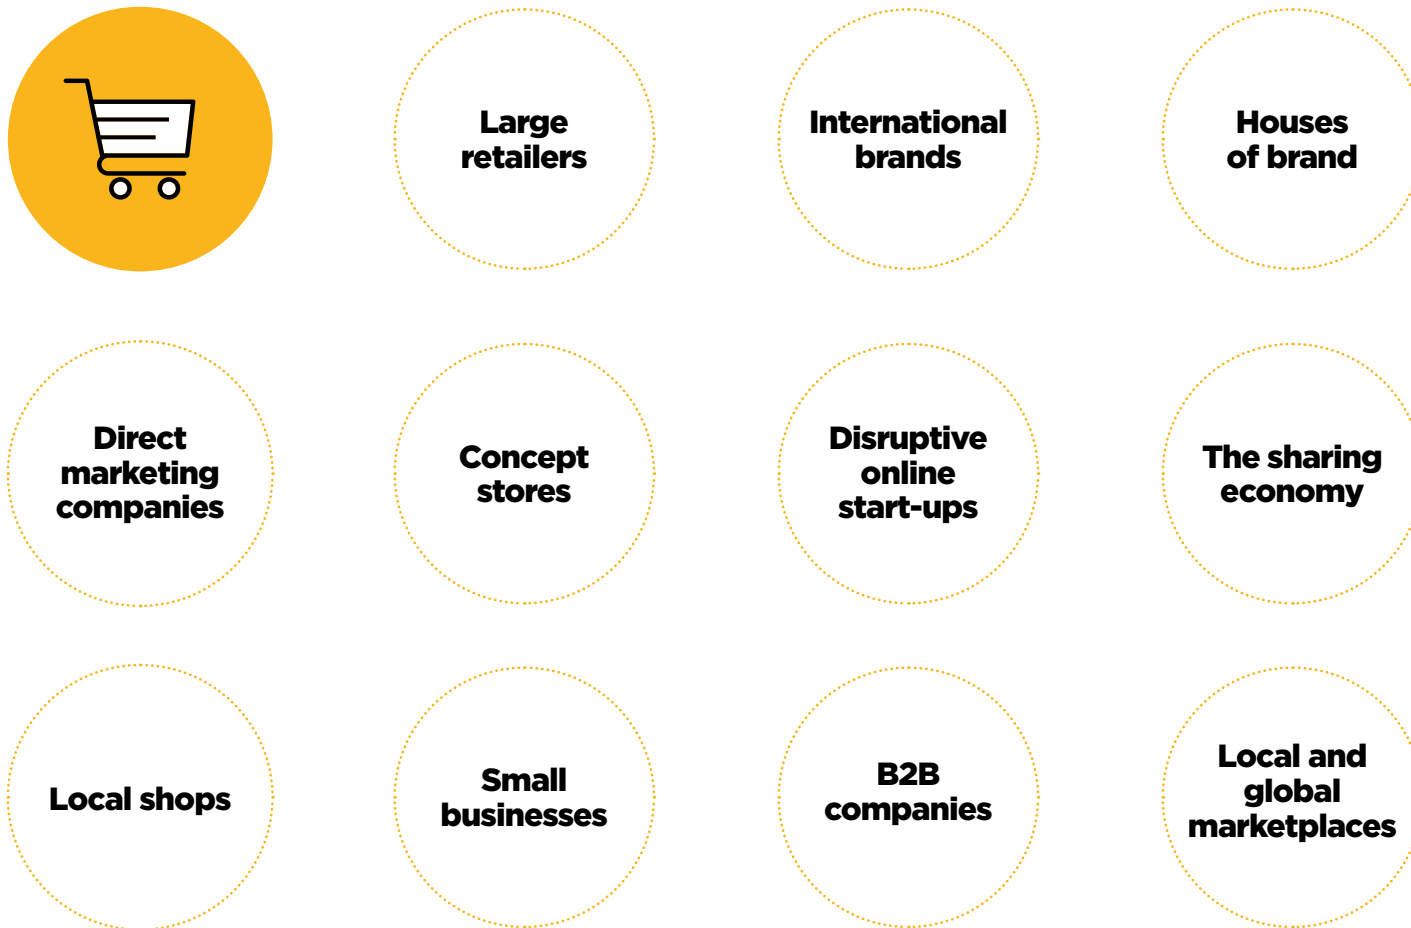 Large
retailers
International
brands
Houses
of brand
Direct
marketing
companies
Concept
stores
Disruptive
online
start-ups
The sharing
economy
Local shops
Small
businesses
B2B
companies
Local and
global
marketplaces